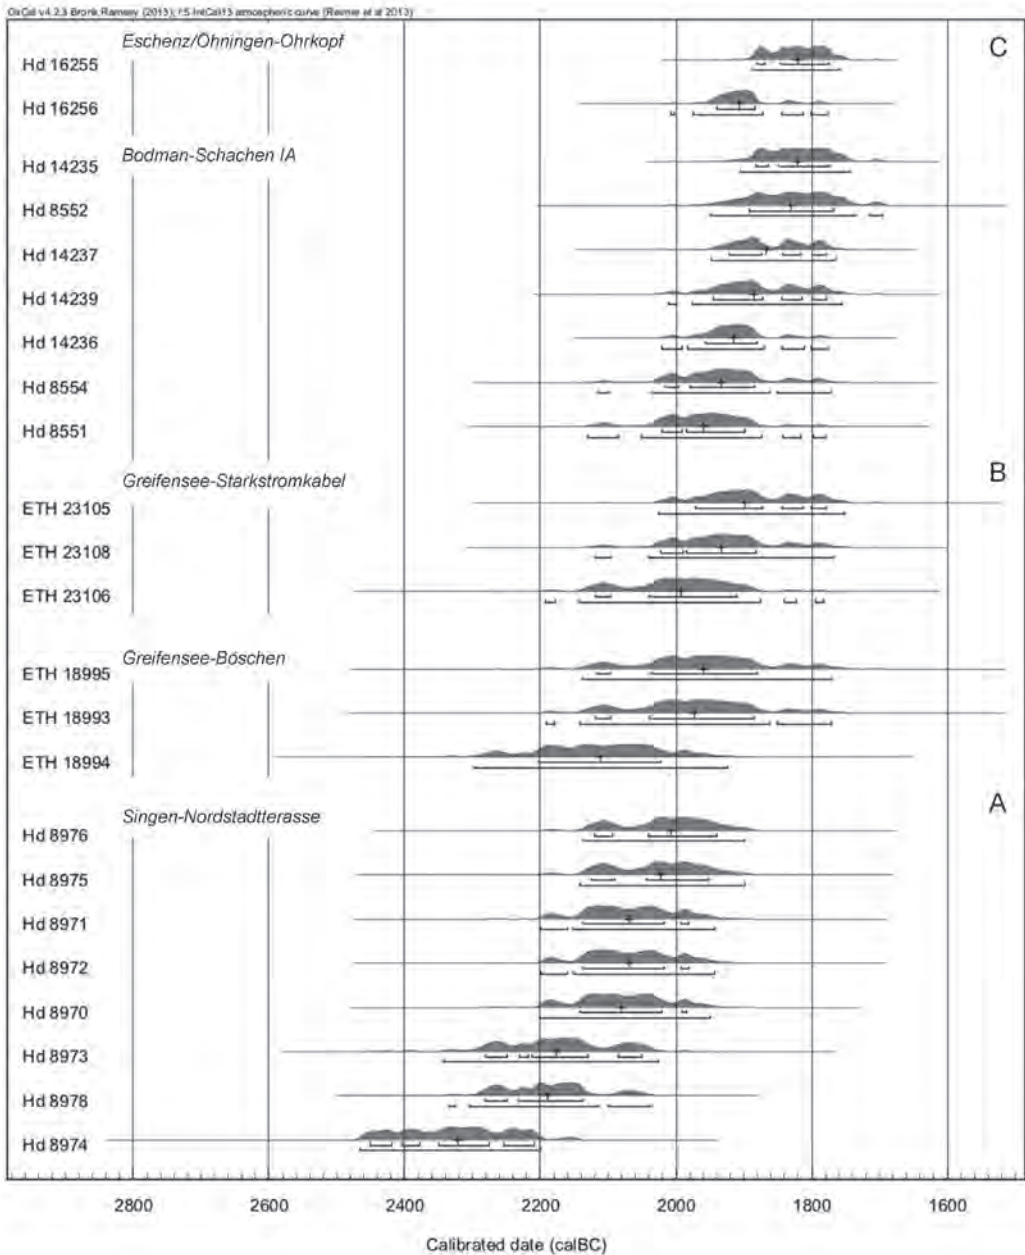 OxCal v4.2.3 Bronk Ramsey (2013); r:5 IntCal13 atmospheric curve (Reimer et al 2013)
Eschenz/Öhningen-Ohrkopf
C
Hd 16255
Hd 16256
Bodman-Schachen IA
Hd 14235
Hd 8552
Hd 14237
Hd 14239
Hd 14236
Hd 8554
Hd 8551
Greifensee-Starkstromkabel
B
ETH 23105
ETH 23108
ETH 23106
Greifensee-Böschen
ETH 18995
ETH 18993
ETH 18994
A
Singen-Nordstadtterasse
Hd 8976
Hd 8975
Hd 8971
Hd 8972
Hd 8970
Hd 8973
Hd 8978
Hd 8974
2800 2600 2400 2200 2000 1800 1600
Calibrated date (calBC)